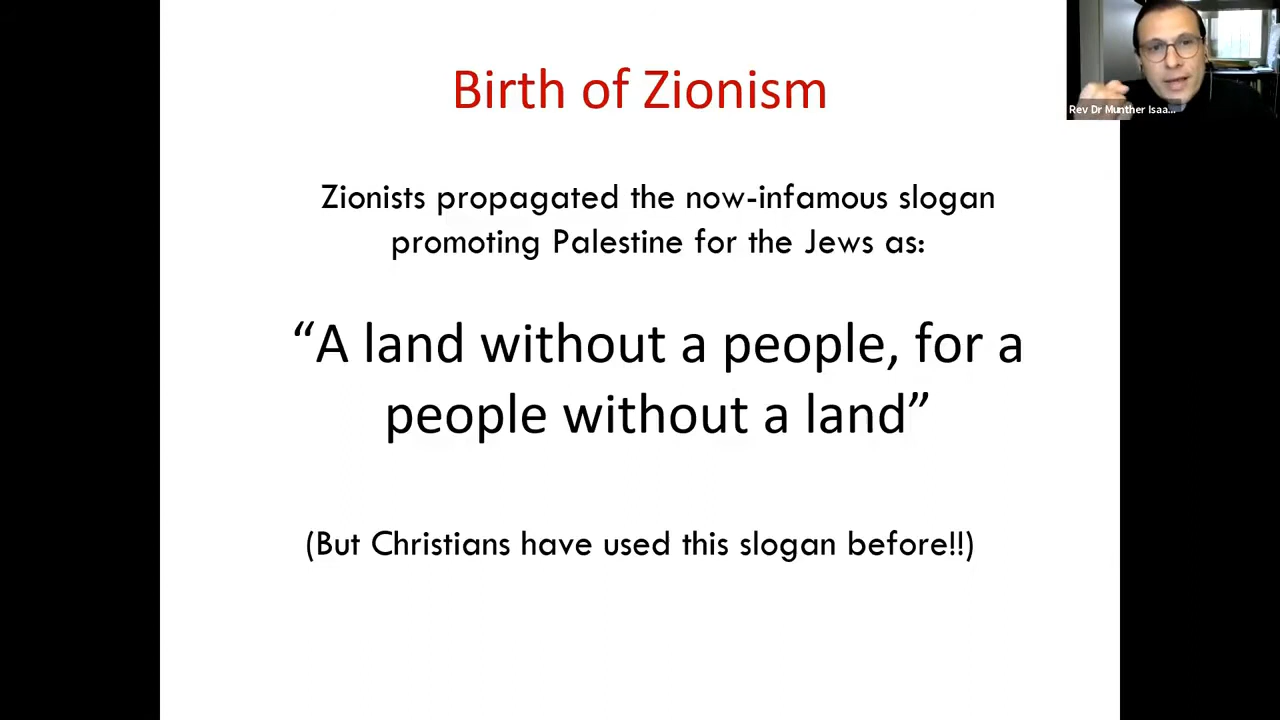 Birth of Zionism
Rev Dr Munther Isaa...
Zionists propagated the now-infamous slogan
promoting Palestine for the Jews as:
“A land without a people, for a
people without a land”
(But Christians have used this slogan before!!)